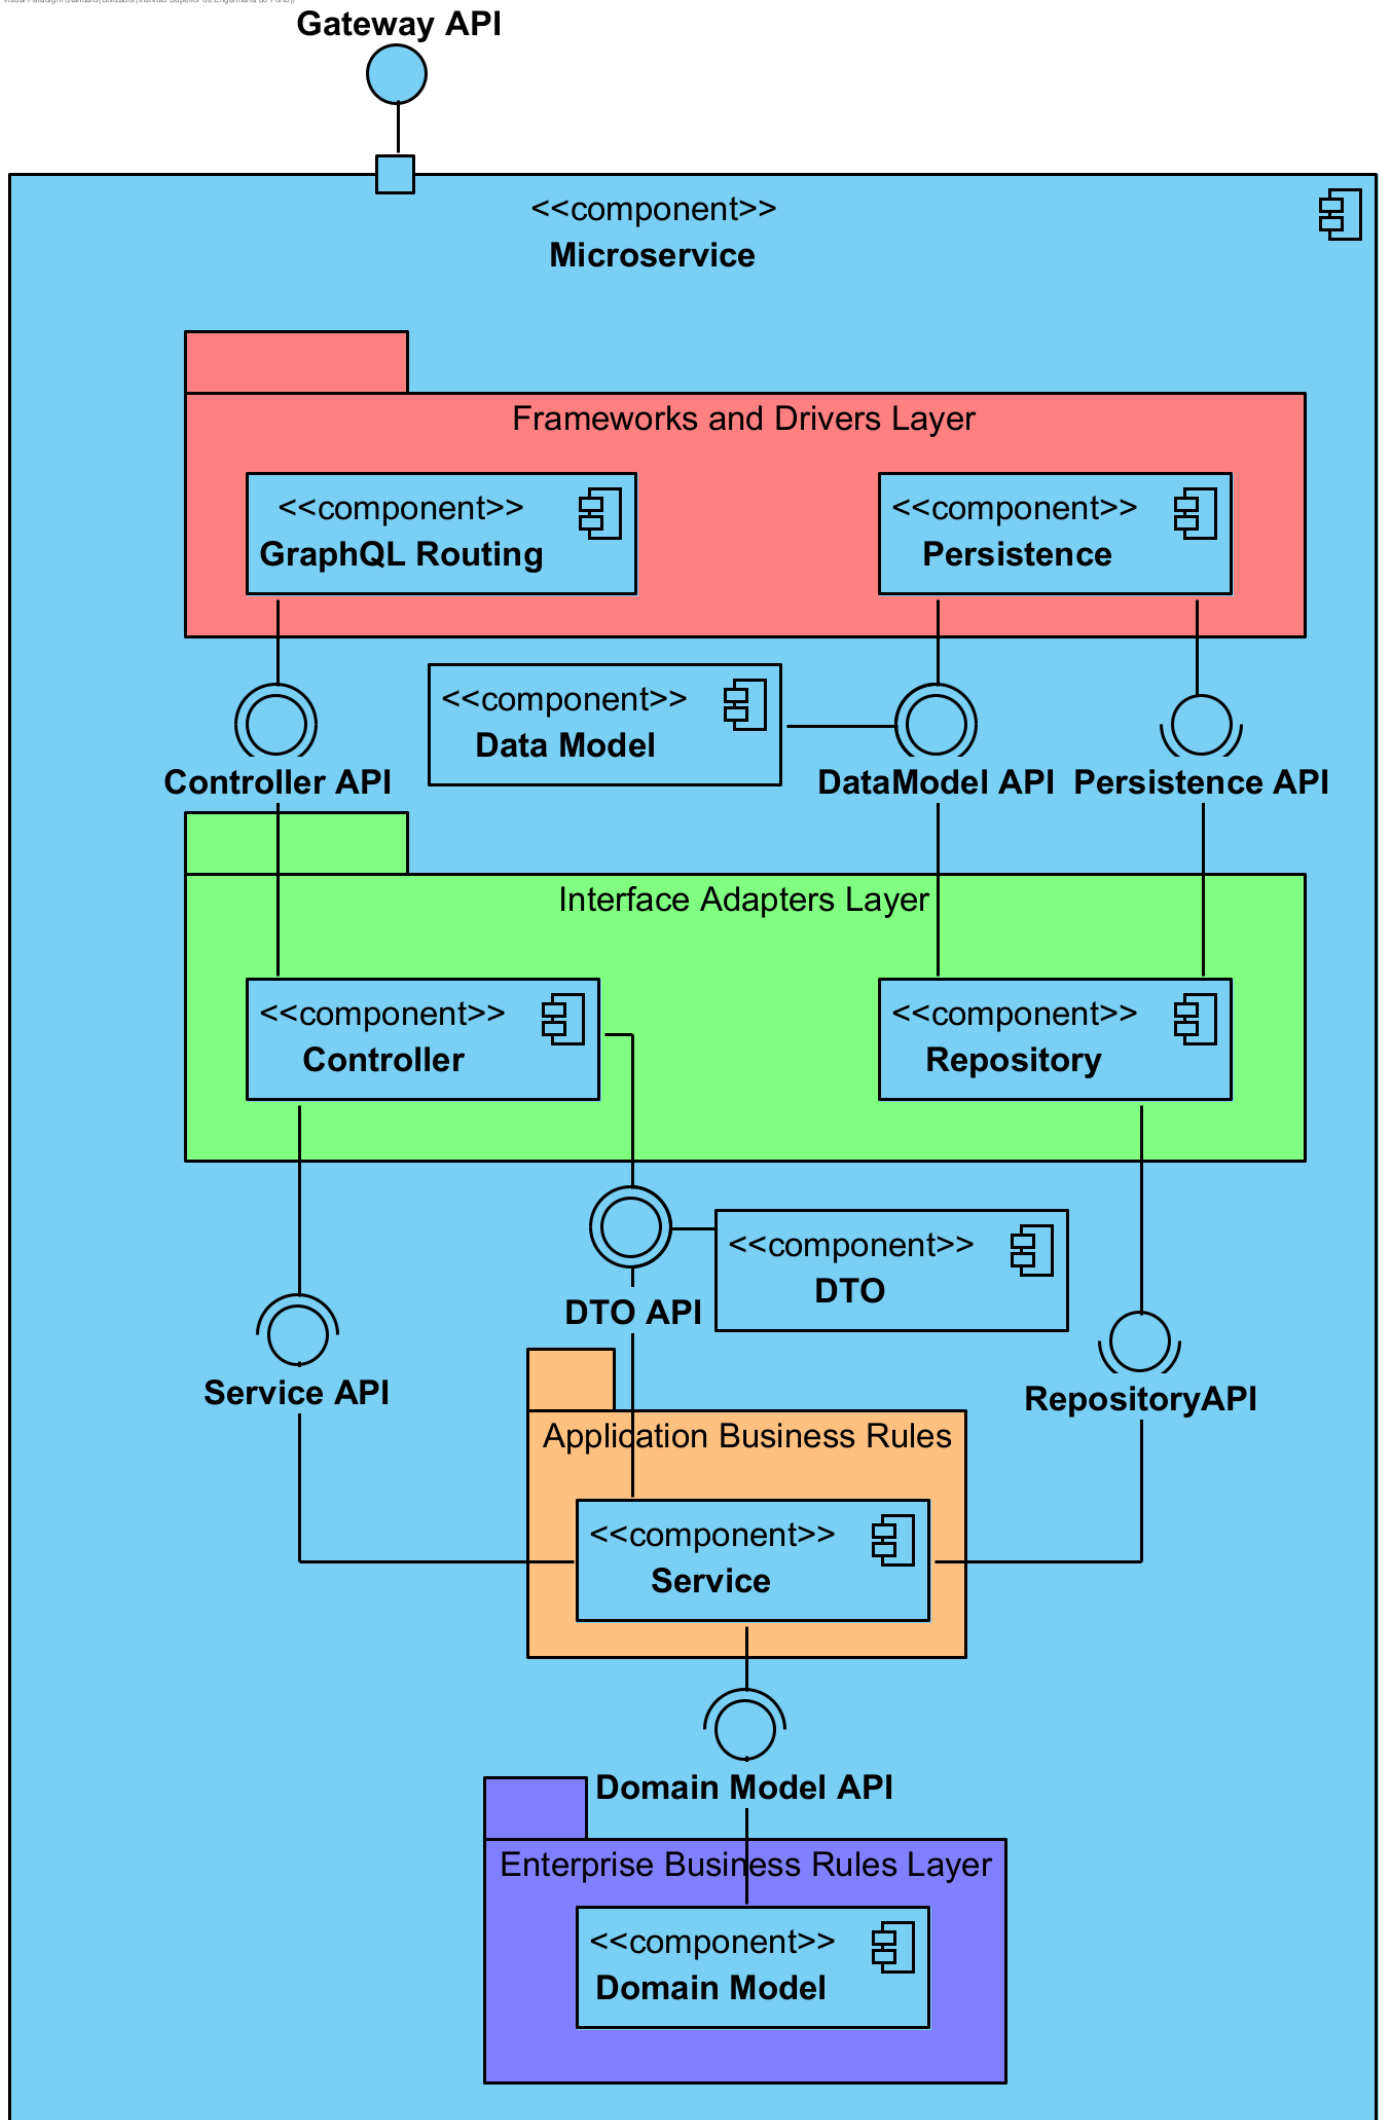 Gateway API
<<component>>
Microservice
Frameworks and Drivers Layer
<<component>>
GraphQL Routing
<<component>>
Persistence
<<component>>
Data Model
Controller API
DataModel API
Persistence API
Interface Adapters Layer
<<component>>
Controller
<<component>>
Repository
<<component>>
DTO
DTO API
Service API
RepositoryAPI
Application Business Rules
<<component>>
Service
Domain Model API
Enterprise Business Rules Layer
<<component>>
Domain Model